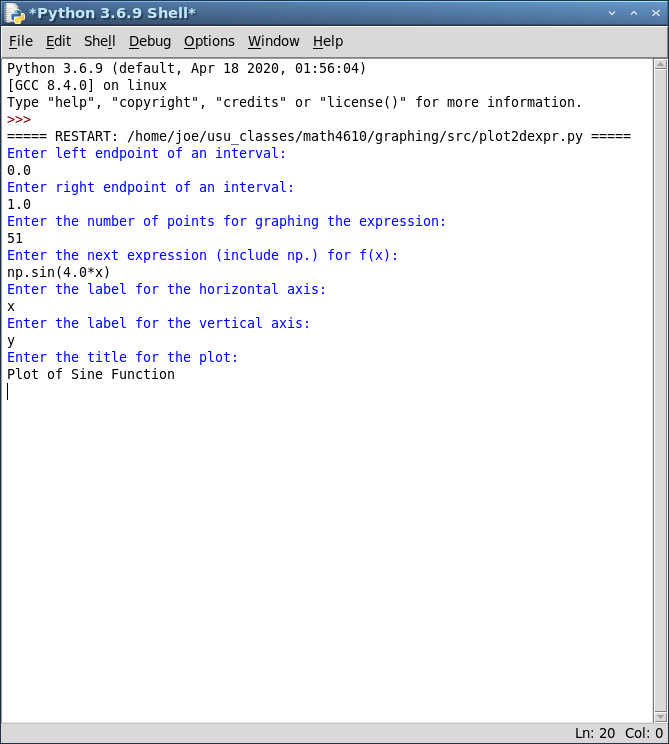 *Python 3.6.9 Shell*
File Edit Shell Debug Options Window Help
Python 3.6.9 (default, Apr 18 2020, 01:56:04)
[GCC 8.4.0] on linux
Type "help", "copyright", "credits" or "license()" for more information.
>>>
===== RESTART: /home/joe/usu_classes/math4610/graphing/src/plot2dexpr.py =====
Enter left endpoint of an interval:
0.0
Enter right endpoint of an interval:
1.0
Enter the number of points for graphing the expression:
51
Enter the next expression (include np.) for f(x):
np.sin(4.0*x)
Enter the label for the horizontal axis:
x
Enter the label for the vertical axis:
y
Enter the title for the plot:
Plot of Sine Function
Ln: 20 Col: 0